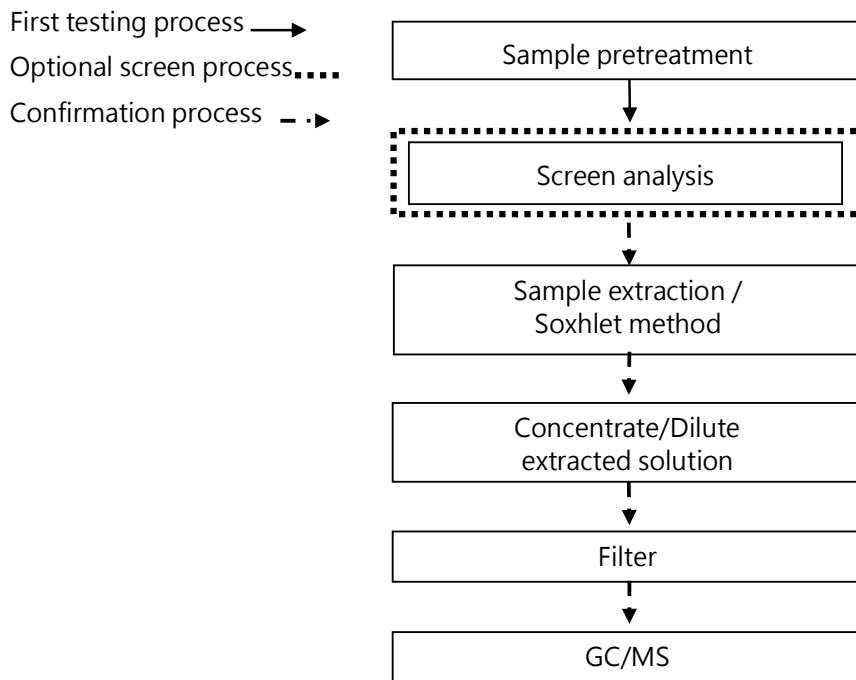 First testing process
Optional screen process
Confirmation process
Sample pretreatment
Screen analysis
Sample extraction /
Soxhlet method
Concentrate/Dilute
extracted solution
Filter
GC/MS